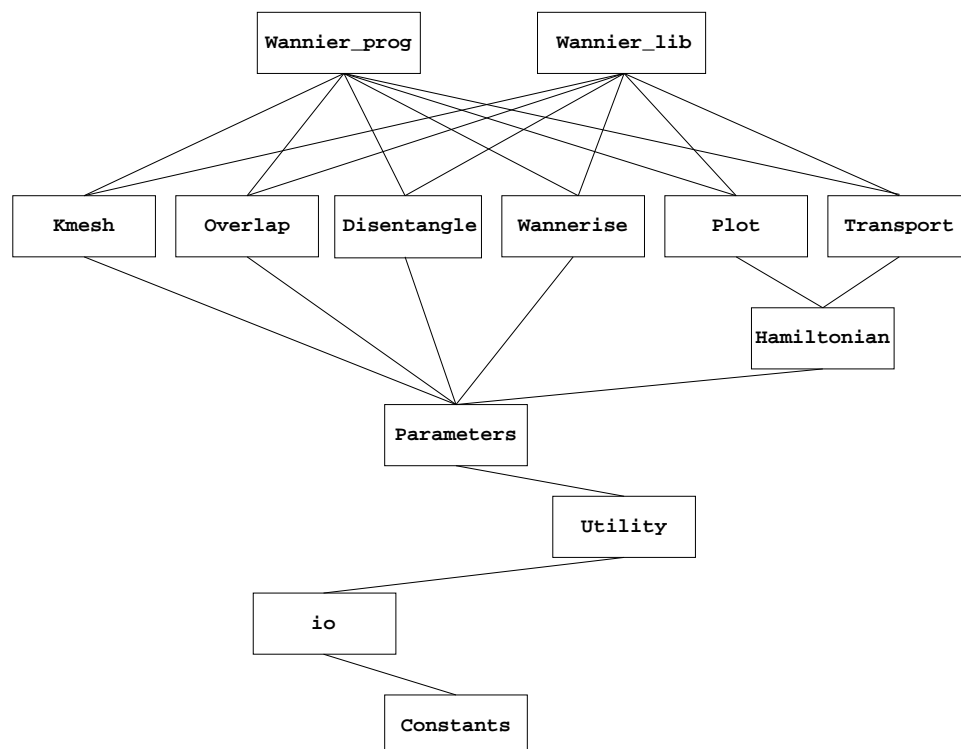 Wannier_prog
Wannier_lib
Kmesh
Overlap
Disentangle
Wannerise
Plot
Transport
Hamiltonian
Parameters
Utility
io
Constants